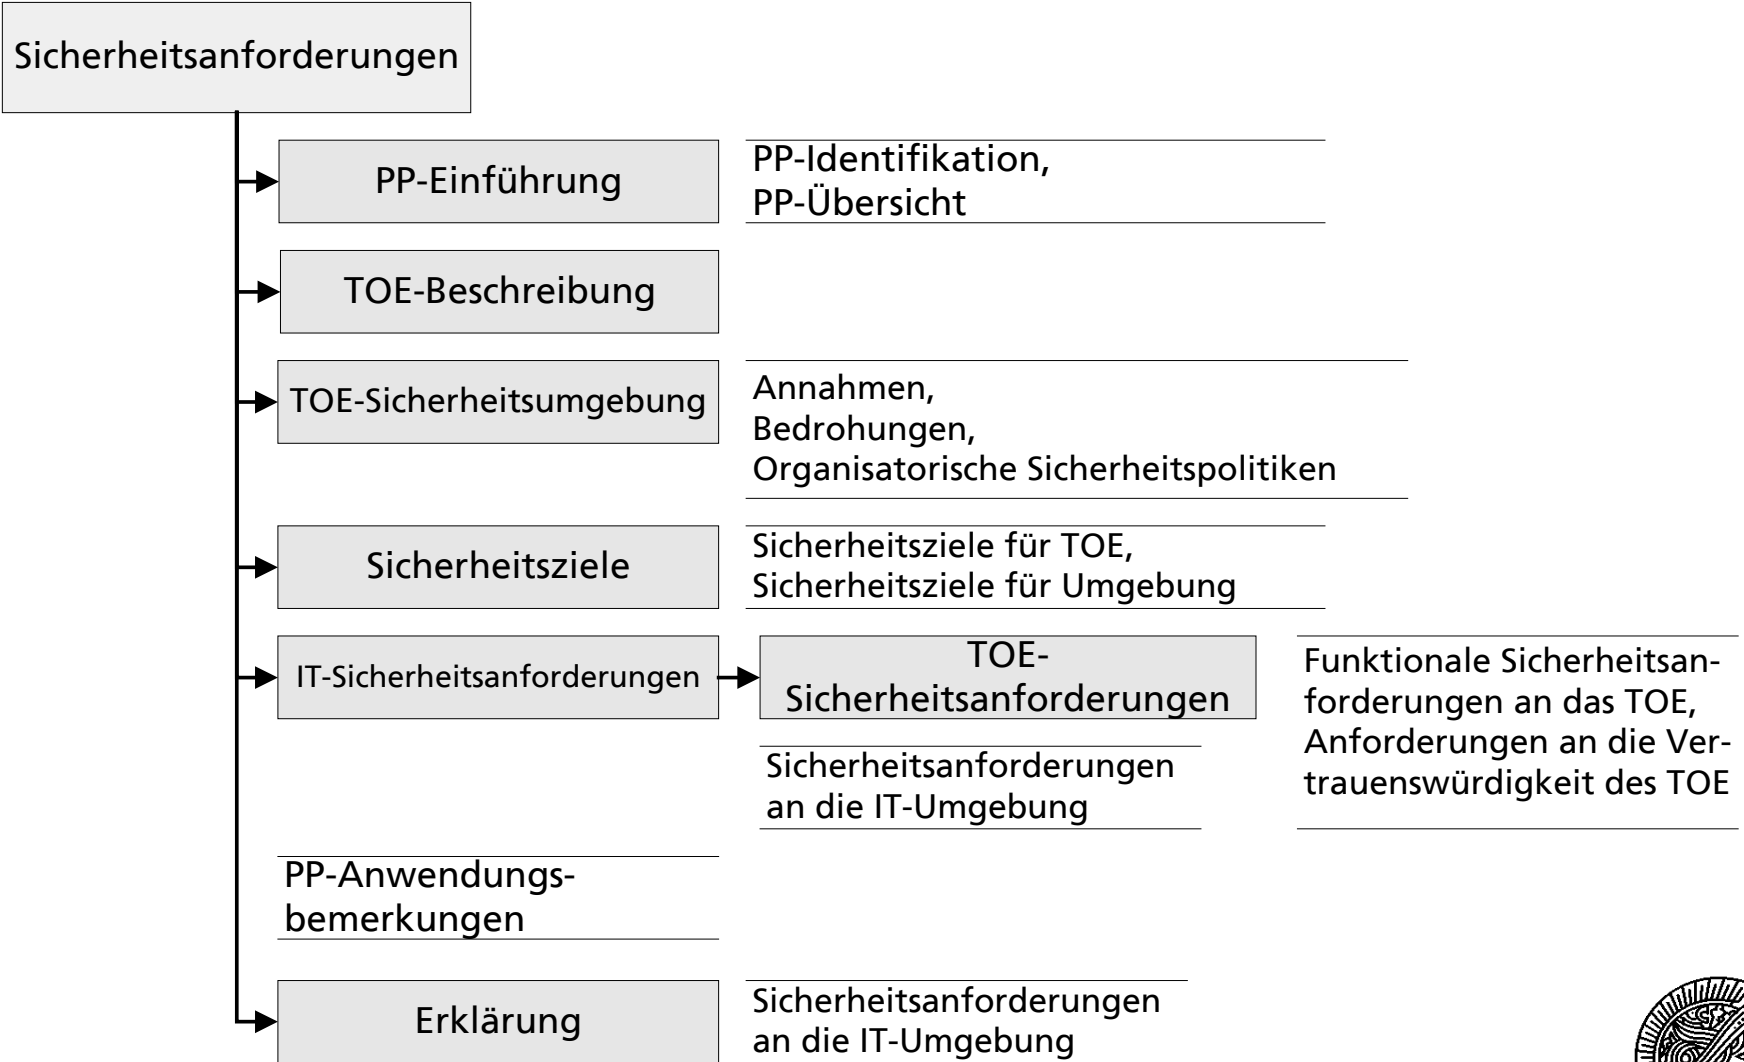 Sicherheitsanforderungen
PP-Einführung
PP-Identifikation,
PP-Übersicht
TOE-Beschreibung
TOE-Sicherheitsumgebung
Annahmen,
Bedrohungen,
Organisatorische Sicherheitspolitiken
Sicherheitsziele
Sicherheitsziele für TOE,
Sicherheitsziele für Umgebung
IT-Sicherheitsanforderungen
TOE-
Sicherheitsanforderungen
Funktionale Sicherheitsan-
forderungen an das TOE,
Anforderungen an die Ver-
trauenswürdigkeit des TOE
Sicherheitsanforderungen
an die IT-Umgebung
PP-Anwendungs-
bemerkungen
Erklärung
Sicherheitsanforderungen
an die IT-Umgebung